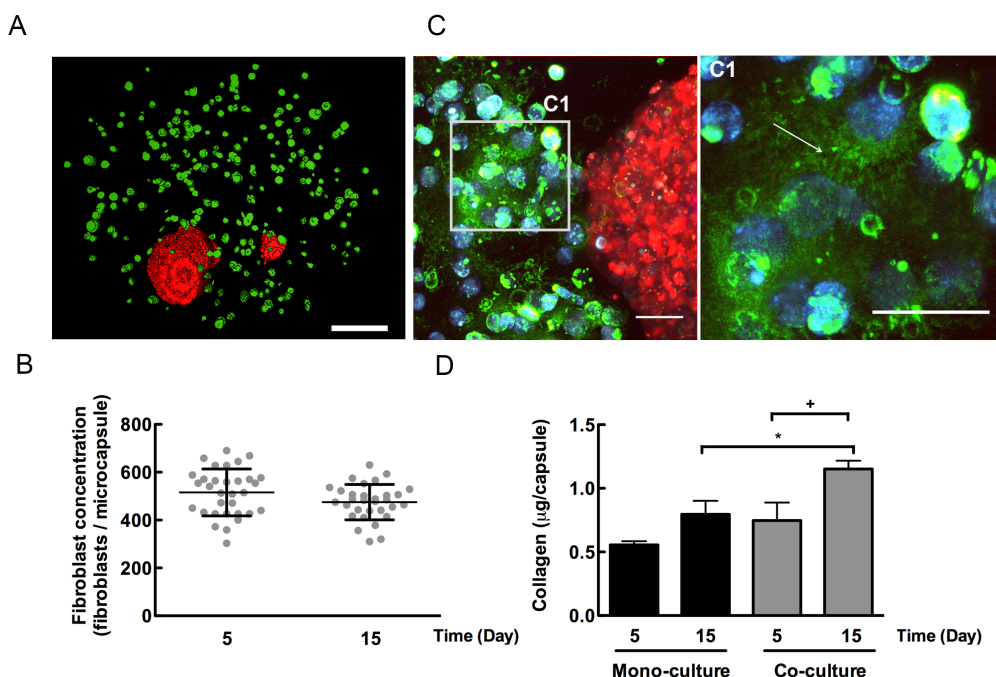 A
C
C1
C1
B
Fibroblast concentration
(fibroblasts / microcapsule)
800
600
400
200
0
5
15
Time (Day)
D
Collagen (μg/capsule)
1.5
1.0
0.5
0.0
+
*
5
15
5
15
Time (Day)
Mono-culture
Co-culture